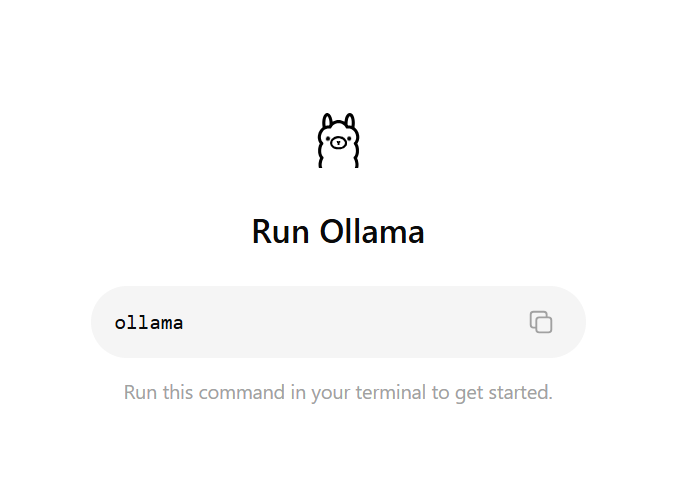 Run Ollama
ollama
Run this command in your terminal to get started.